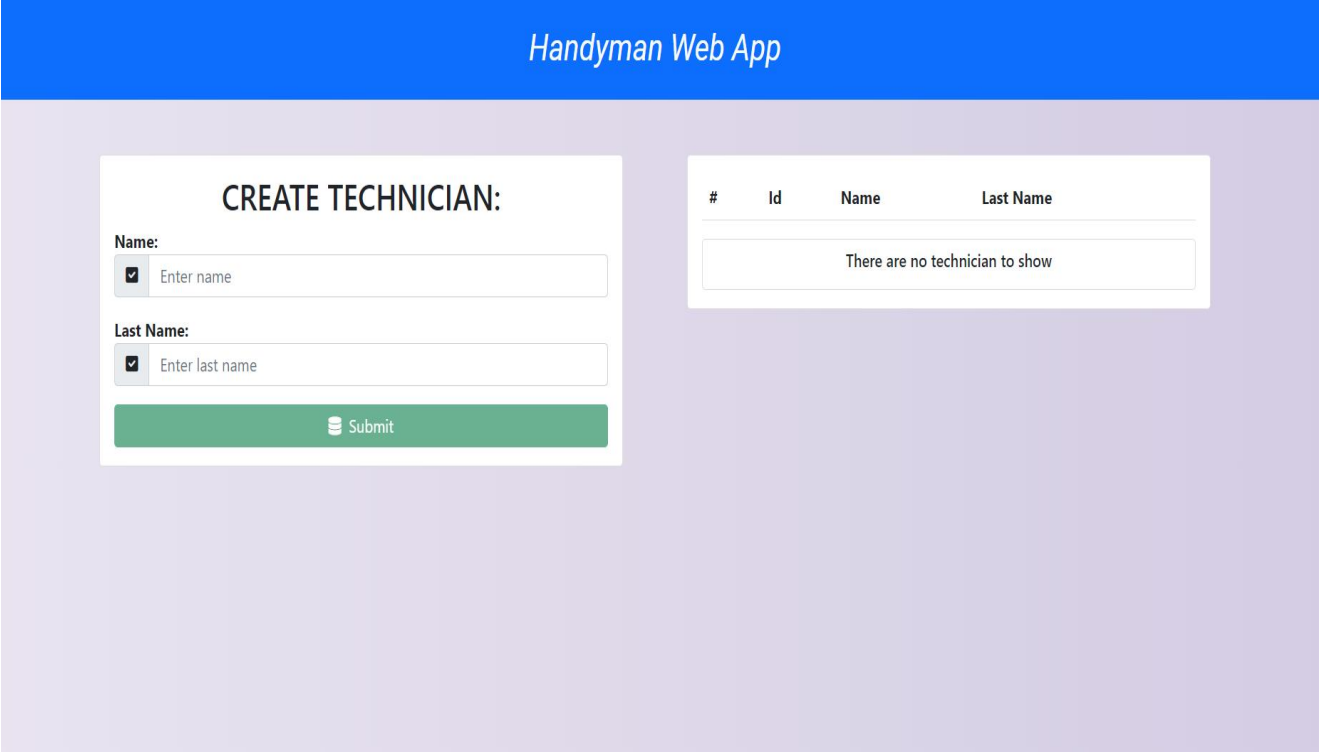 Handyman Web App
CREATE TECHNICIAN:
Name:
Enter name
Last Name:
Enter last name
Submit
# Id Name Last Name
There are no technician to show